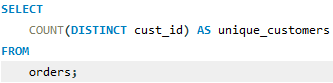 SELECT
COUNT(DISTINCT cust_id) AS unique_customers
FROM
orders;